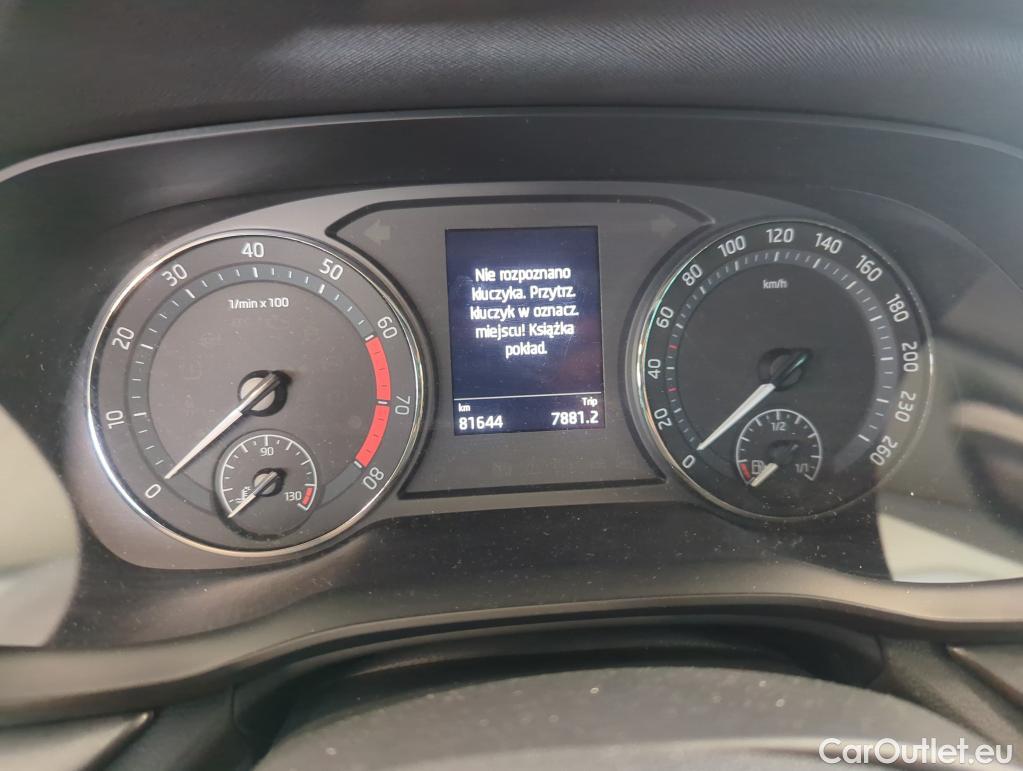 40
30
50
1/min x 100
20
60
10
70
0
80
90
130
Nie rozpoznano
kluczyka. Przytrz.
kluczyk w oznacz.
miejscu! Książka
pokład.
km
Trip
81644
7881.2
120
100
140
80
160
km/h
60
180
40
200
20
230
0
260
1/2
1/1
CarOutlet.eu